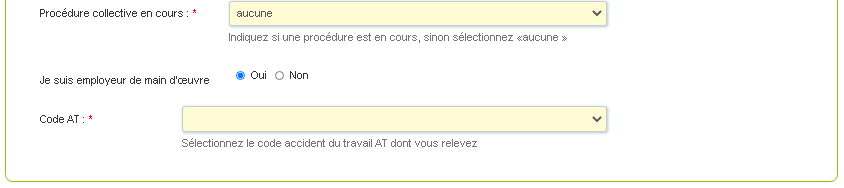 Procédure collective en cours : * aucune
Indiquez si une procédure est en cours, sinon sélectionnez «aucune »
Je suis employeur de main d'œuvre Oui Non
Code AT : *
Sélectionnez le code accident du travail AT dont vous relevez